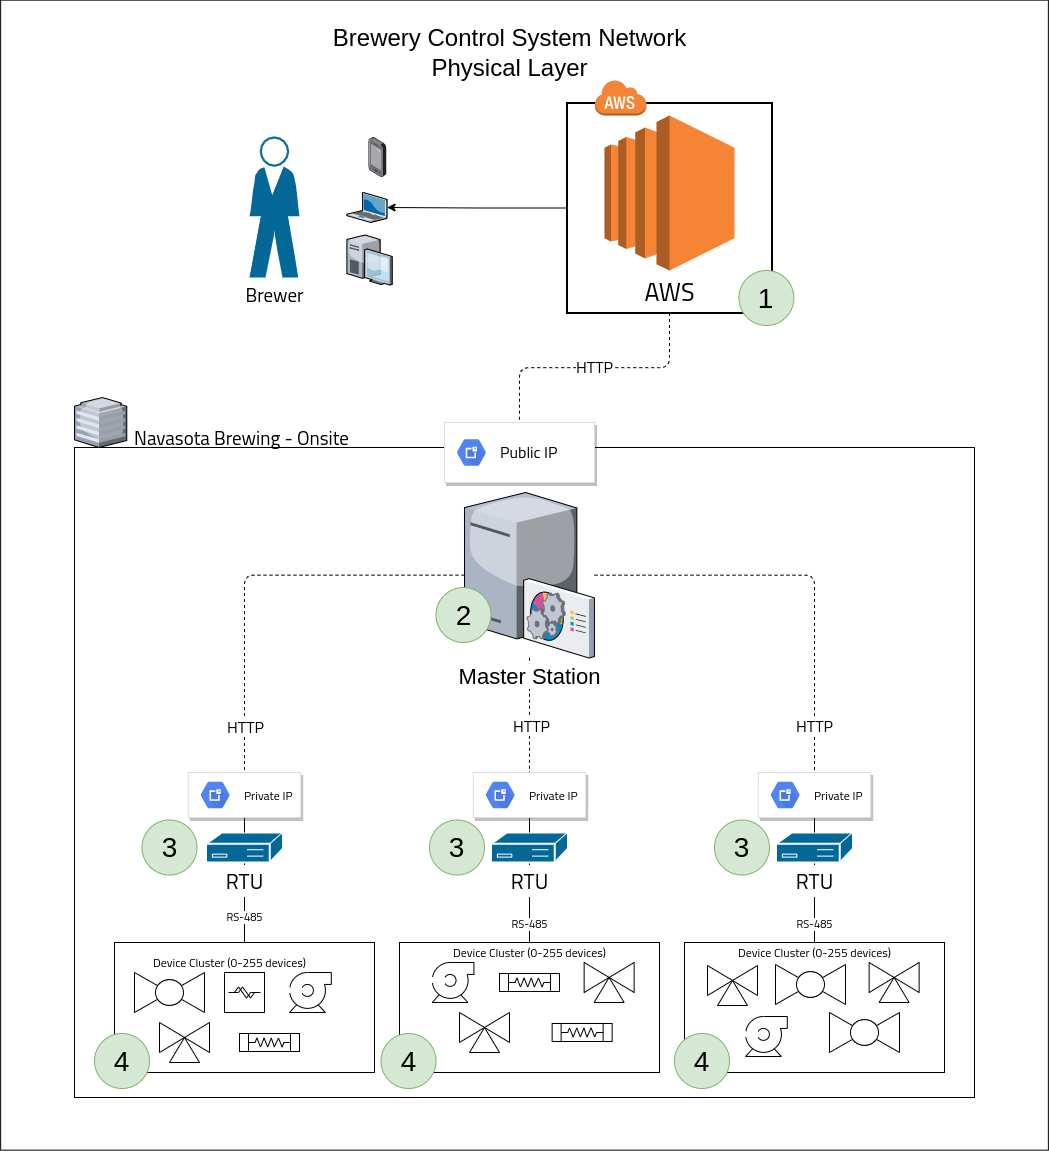 Brewery Control System Network
Physical Layer
AWS
AWS
1
Brewer
HTTP
Navasota Brewing - Onsite
Public IP
2
Master Station
HTTP
HTTP
HTTP
Private IP
Private IP
Private IP
3
3
3
RTU
RTU
RTU
RS-485
RS-485
RS-485
Device Cluster (0-255 devices)
Device Cluster (0-255 devices)
Device Cluster (0-255 devices)
4
4
4